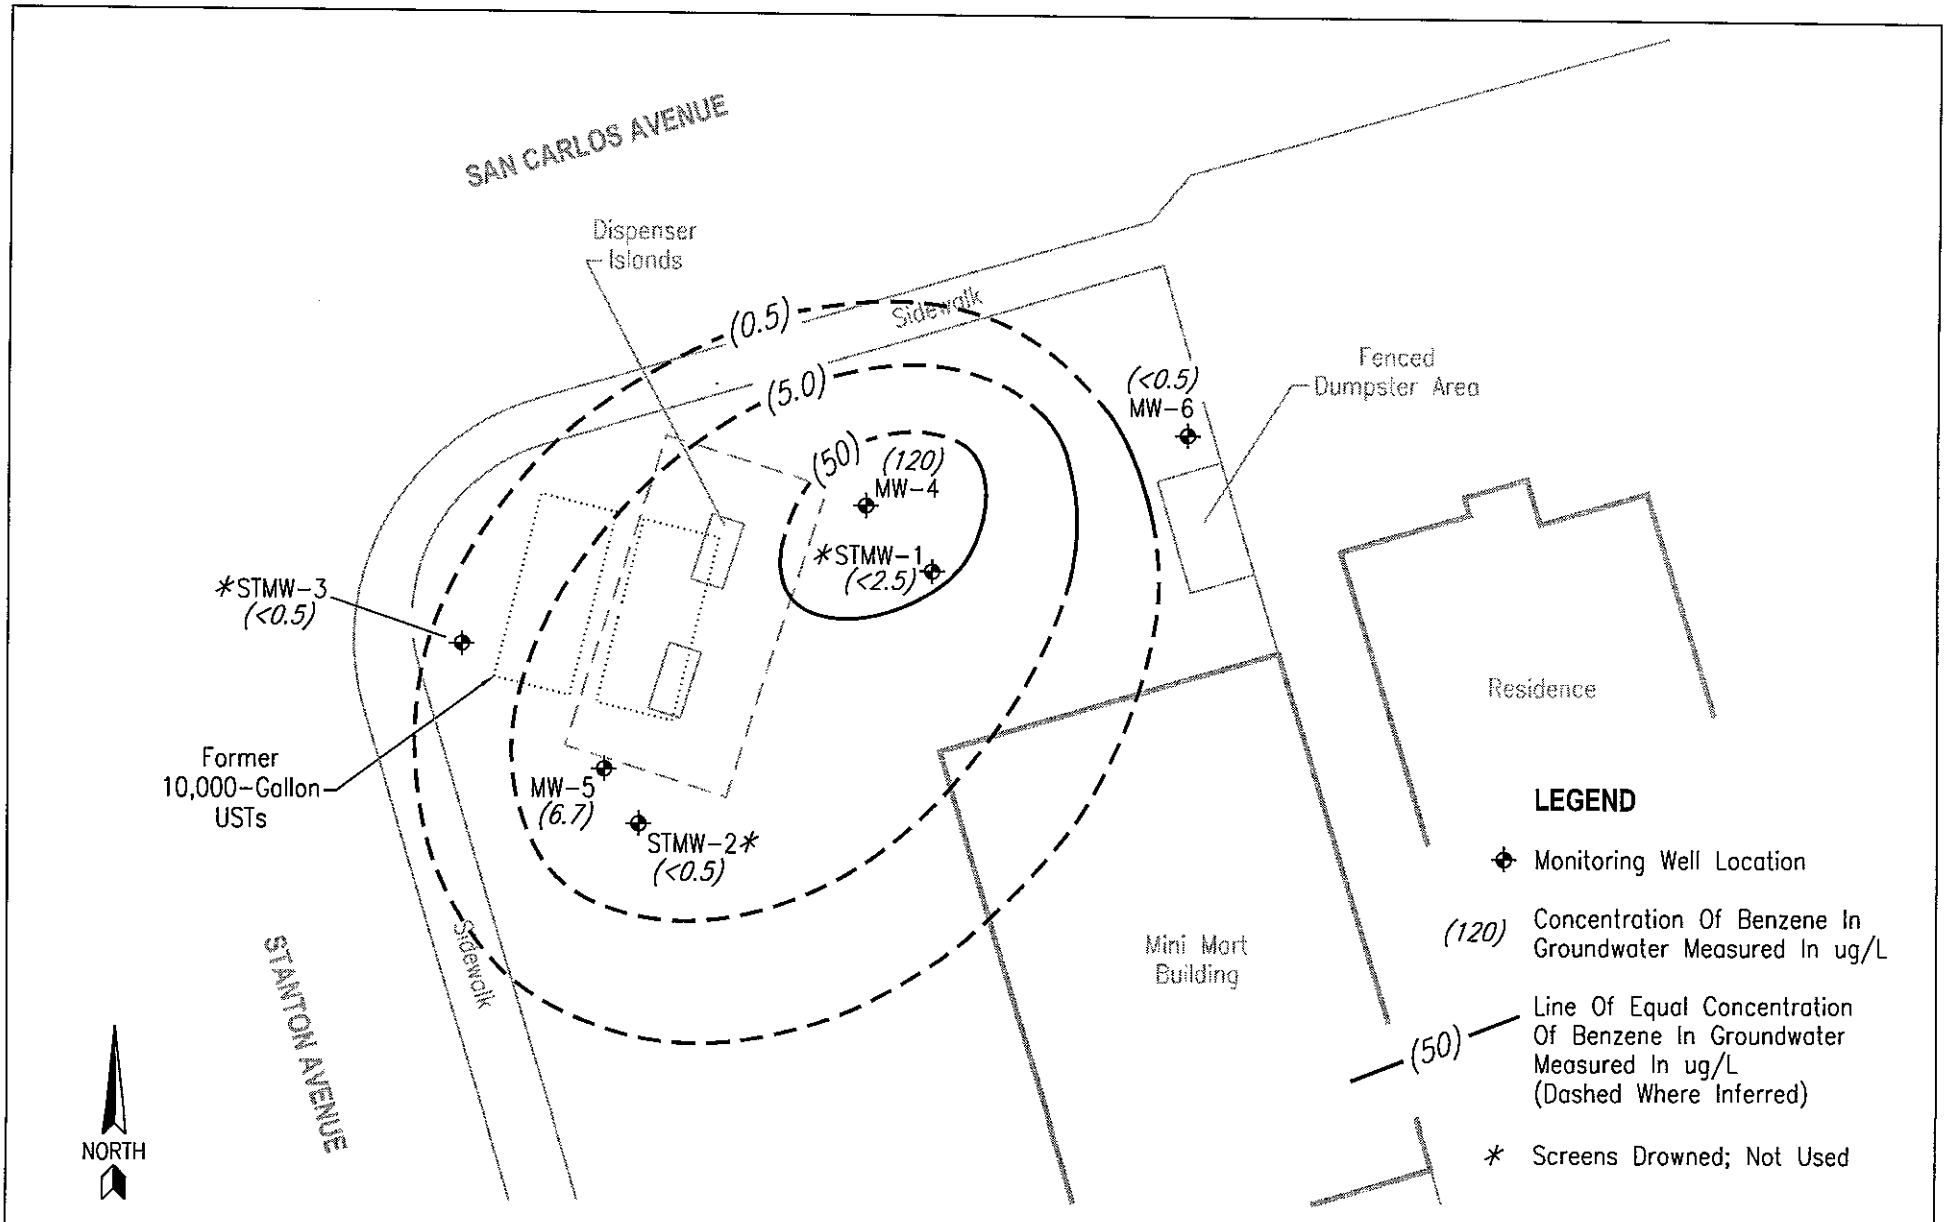 SAN CARLOS AVENUE
Dispenser
Islands
Sidewalk
(0.5)
(5.0)
(50)
(120)
MW-4
*STMW-1
(<2.5)
(<0.5)
MW-6
Fenced
Dumpster Area
*STMW-3
(<0.5)
Former
10,000-Gallon
USTs
MW-5
(6.7)
STMW-2*
(<0.5)
Residence
Mini Mart
Building
Sidewalk
STANTON AVENUE
NORTH
LEGEND
Monitoring Well Location
(120) Concentration Of Benzene In
Groundwater Measured In ug/L
(50) Line Of Equal Concentration
Of Benzene In Groundwater
Measured In ug/L
(Dashed Where Inferred)
* Screens Drowned; Not Used